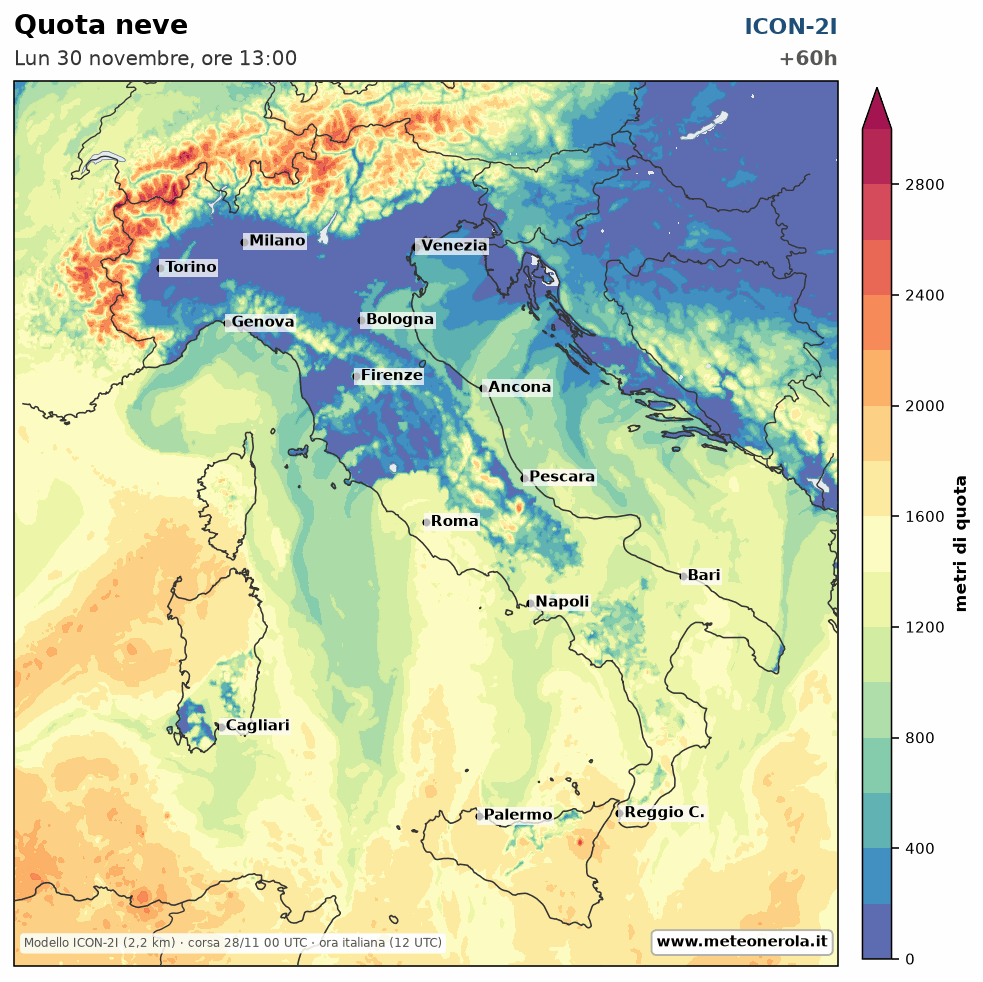 Quota neve
ICON-2I
Lun 30 novembre, ore 13:00
+60h
Milano
Venezia
Torino
Genova
Bologna
Firenze
Ancona
Pescara
Roma
Bari
Napoli
Cagliari
Palermo
Reggio C.
2800
2400
2000
1600
1200
800
400
0
metri di quota
Modello ICON-2I (2,2 km) · corsa 28/11 00 UTC · ora italiana (12 UTC)
www.meteonerola.it